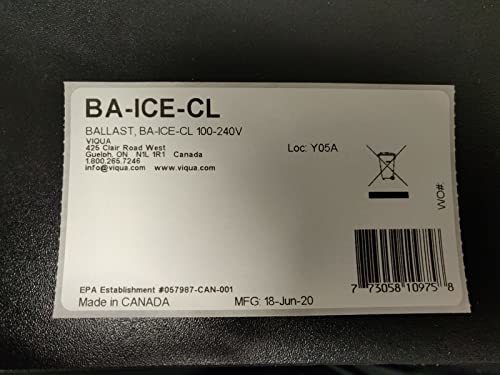 BA-ICE-CL
BALLAST, BA-ICE-CL 100-240V
VIQUA
425 Clair Road West
Guelph, ON N1L 1R1 Canada
1.800.265.7246
info@viqua.com www.viqua.com
Loc: Y05A
WO#:
7 73058 10975 8
EPA Establishment #057987-CAN-001
Made in CANADA MFG: 18-Jun-20